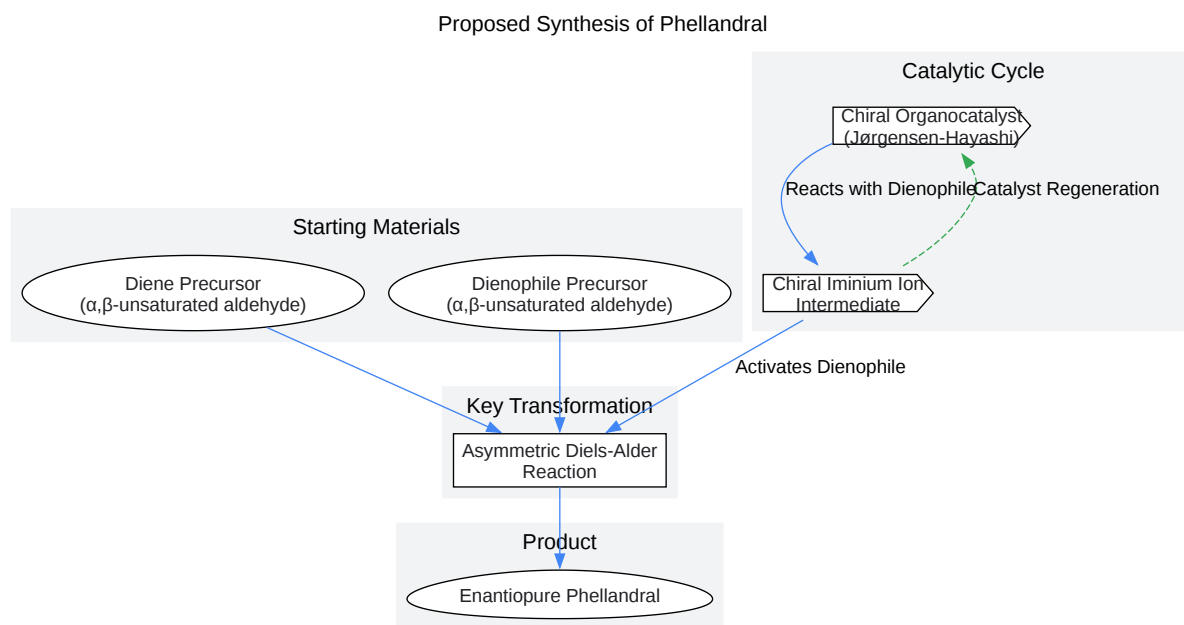 Proposed Synthesis of Phellandral
Catalytic Cycle
Chiral Organocatalyst
(Jørgensen-Hayashi)
Reacts with Dienophile
Catalyst Regeneration
Starting Materials
Diene Precursor
(α,β-unsaturated aldehyde)
Dienophile Precursor
(α,β-unsaturated aldehyde)
Chiral Iminium Ion
Intermediate
Activates Dienophile
Key Transformation
Asymmetric Diels-Alder
Reaction
Product
Enantiopure Phellandral